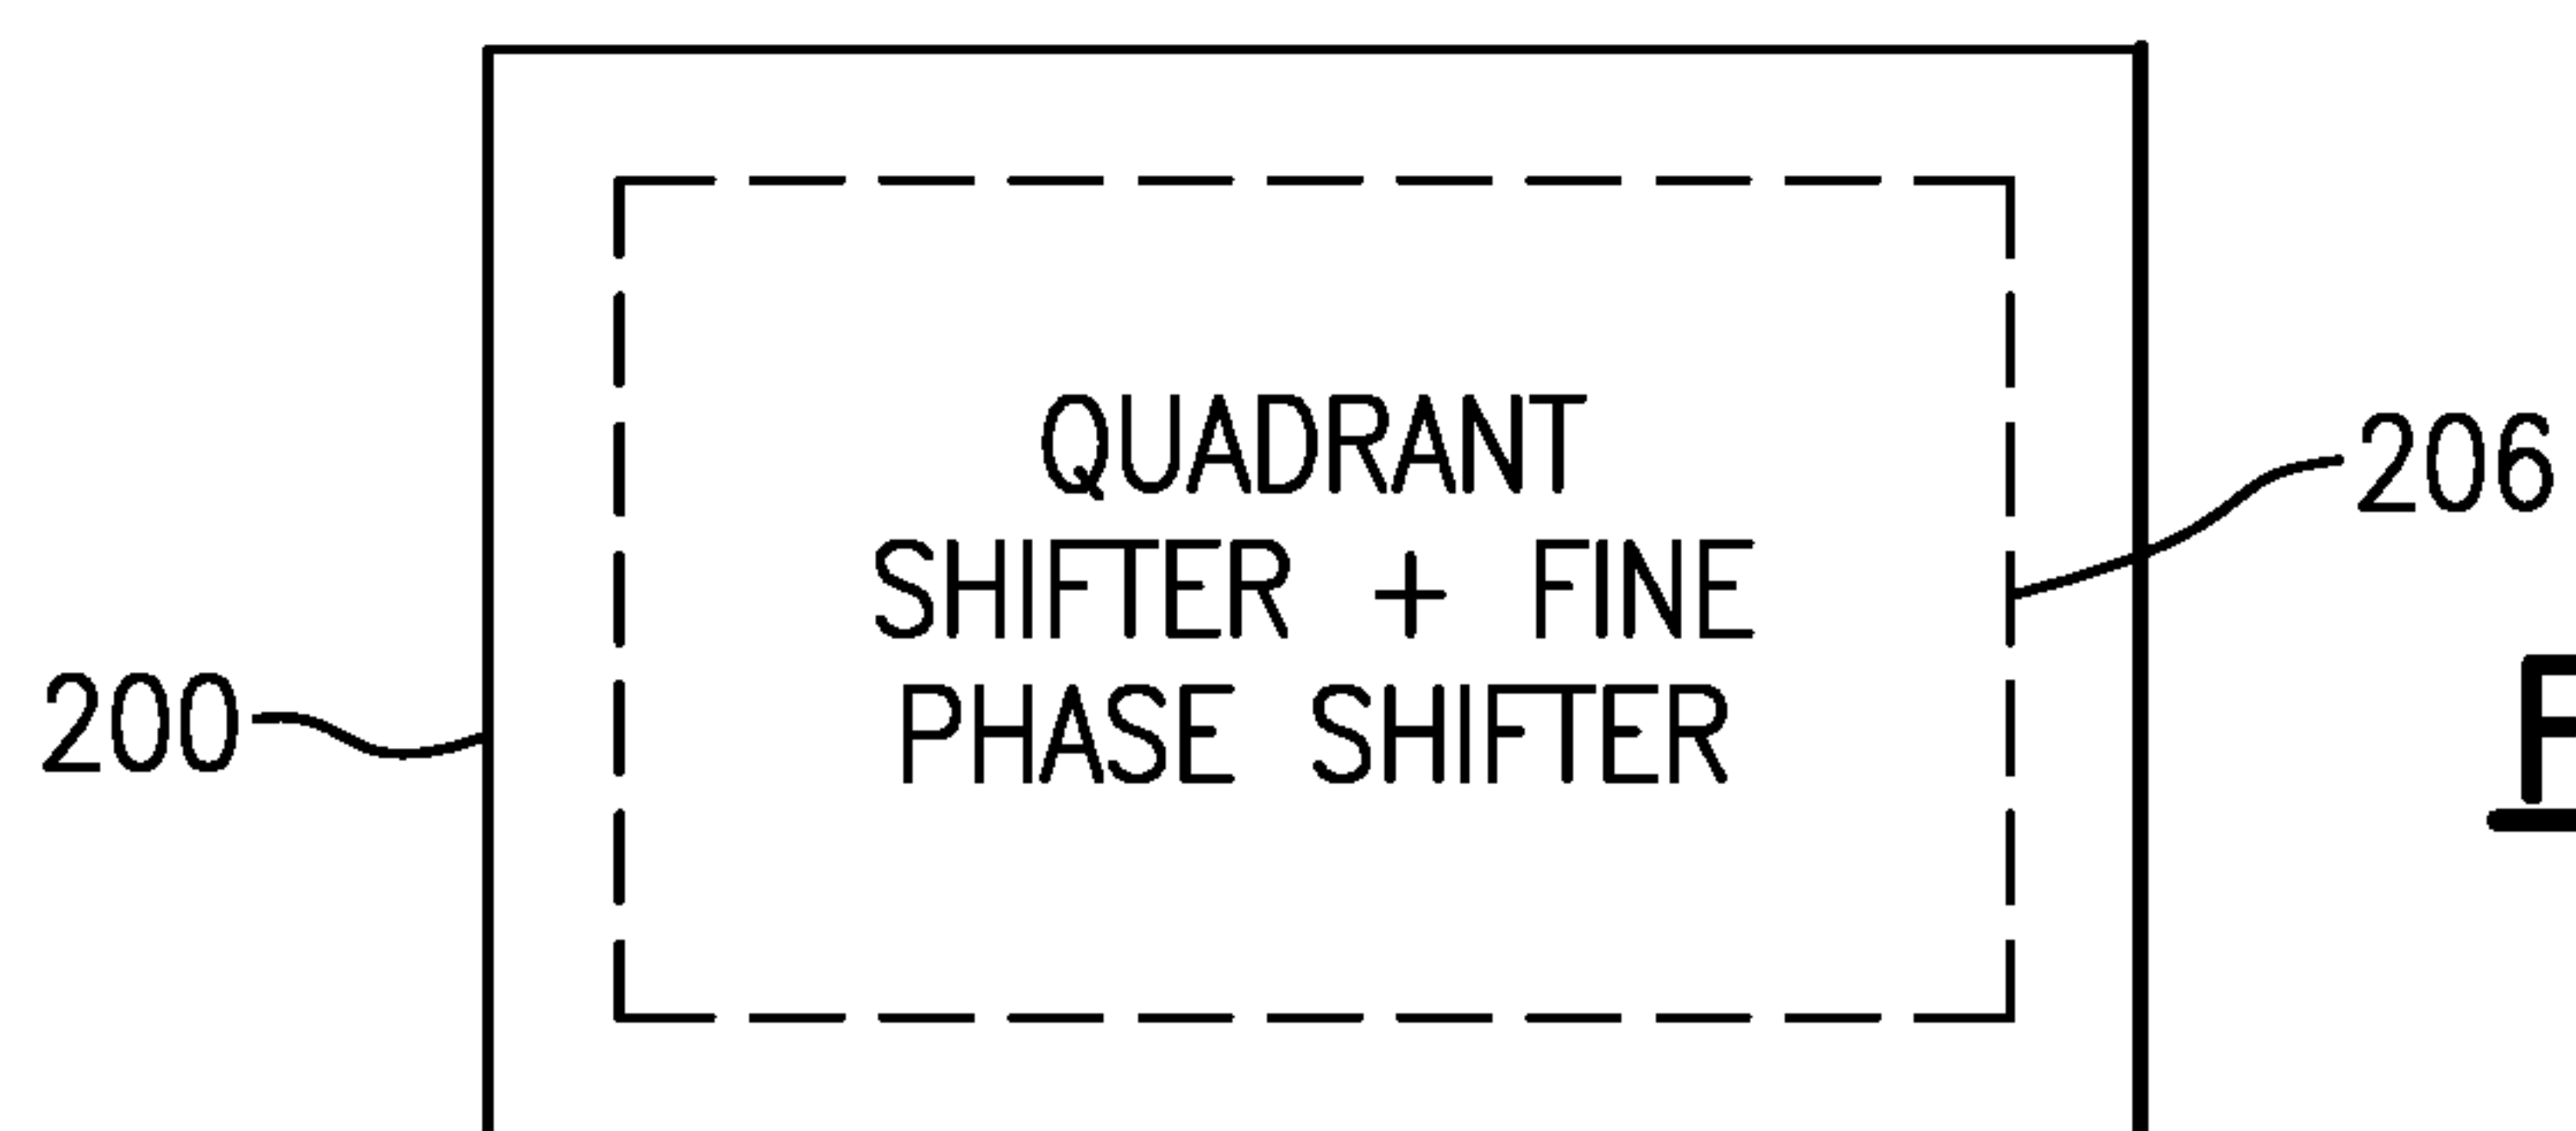 QUADRANT
SHIFTER + FINE
PHASE SHIFTER
206
200